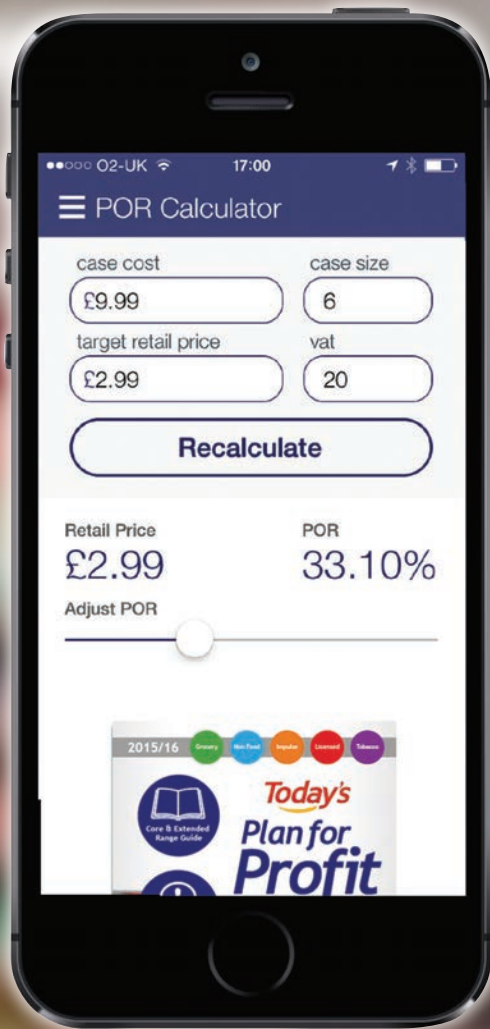 O2-UK 17:00
POR Calculator
case cost case size
£9.99 6
target retail price vat
£2.99 20
Recalculate
Retail Price POR
£2.99 33.10%
Adjust POR
2015/16 Grocery Non Food Impulse Licensed Tobacco
Today's
Core & Extended
Range Guide
Plan for
Profit